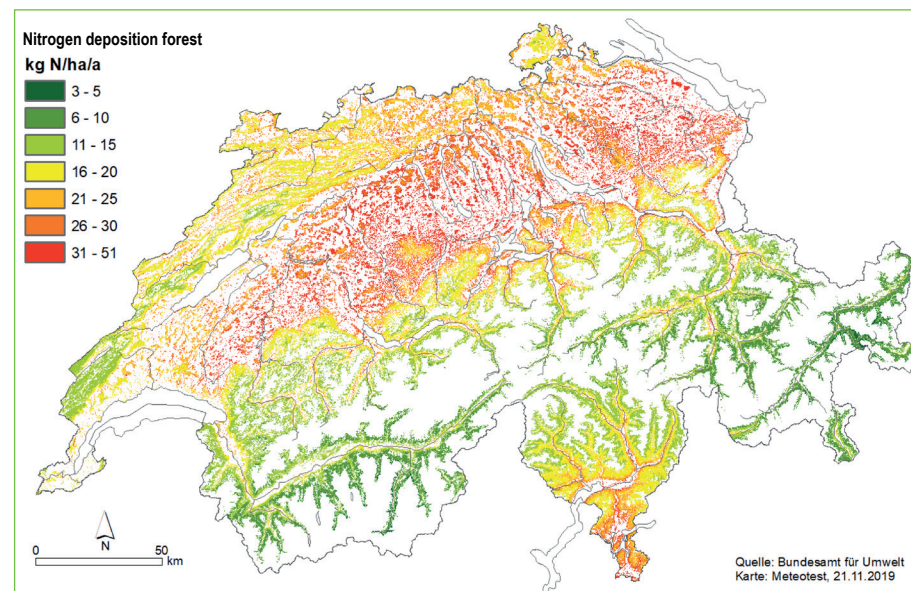 Nitrogen deposition forest
kg N/ha/a
3 - 5
6 - 10
11 - 15
16 - 20
21 - 25
26 - 30
31 - 51
N
0 50
km
Quelle: Bundesamt für Umwelt
Karte: Meteotest, 21.11.2019